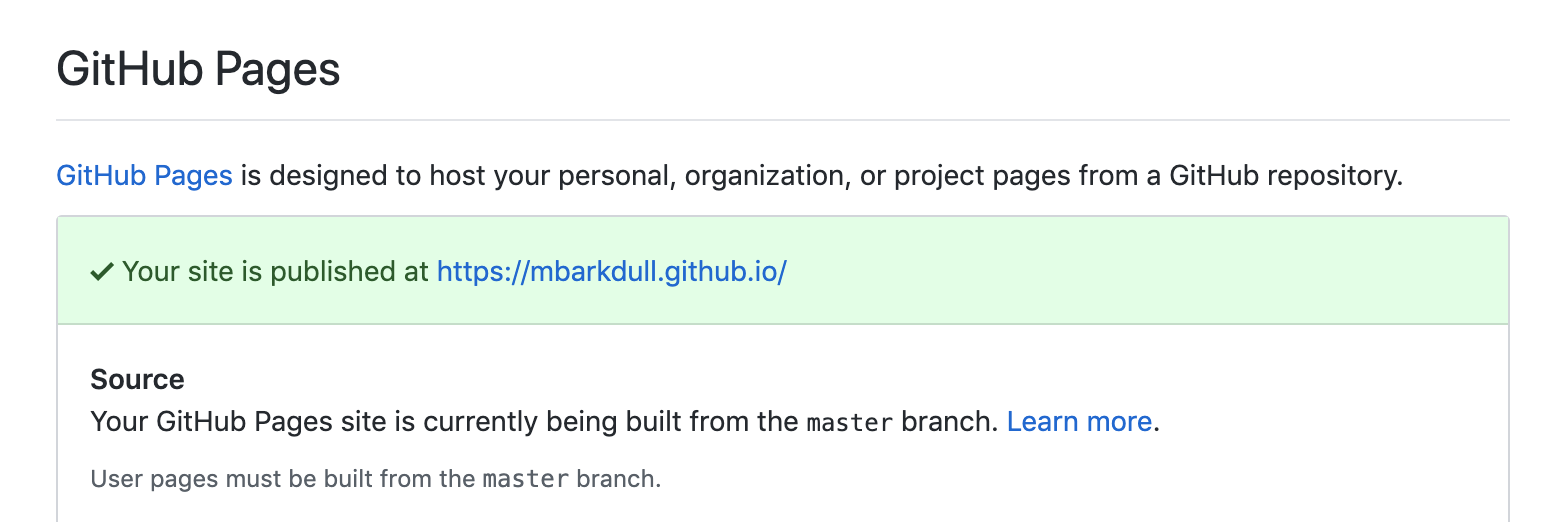 GitHub Pages
GitHub Pages is designed to host your personal, organization, or project pages from a GitHub repository.
✓ Your site is published at https://mbarkdull.github.io/
Source
Your GitHub Pages site is currently being built from the master branch. Learn more.
User pages must be built from the master branch.